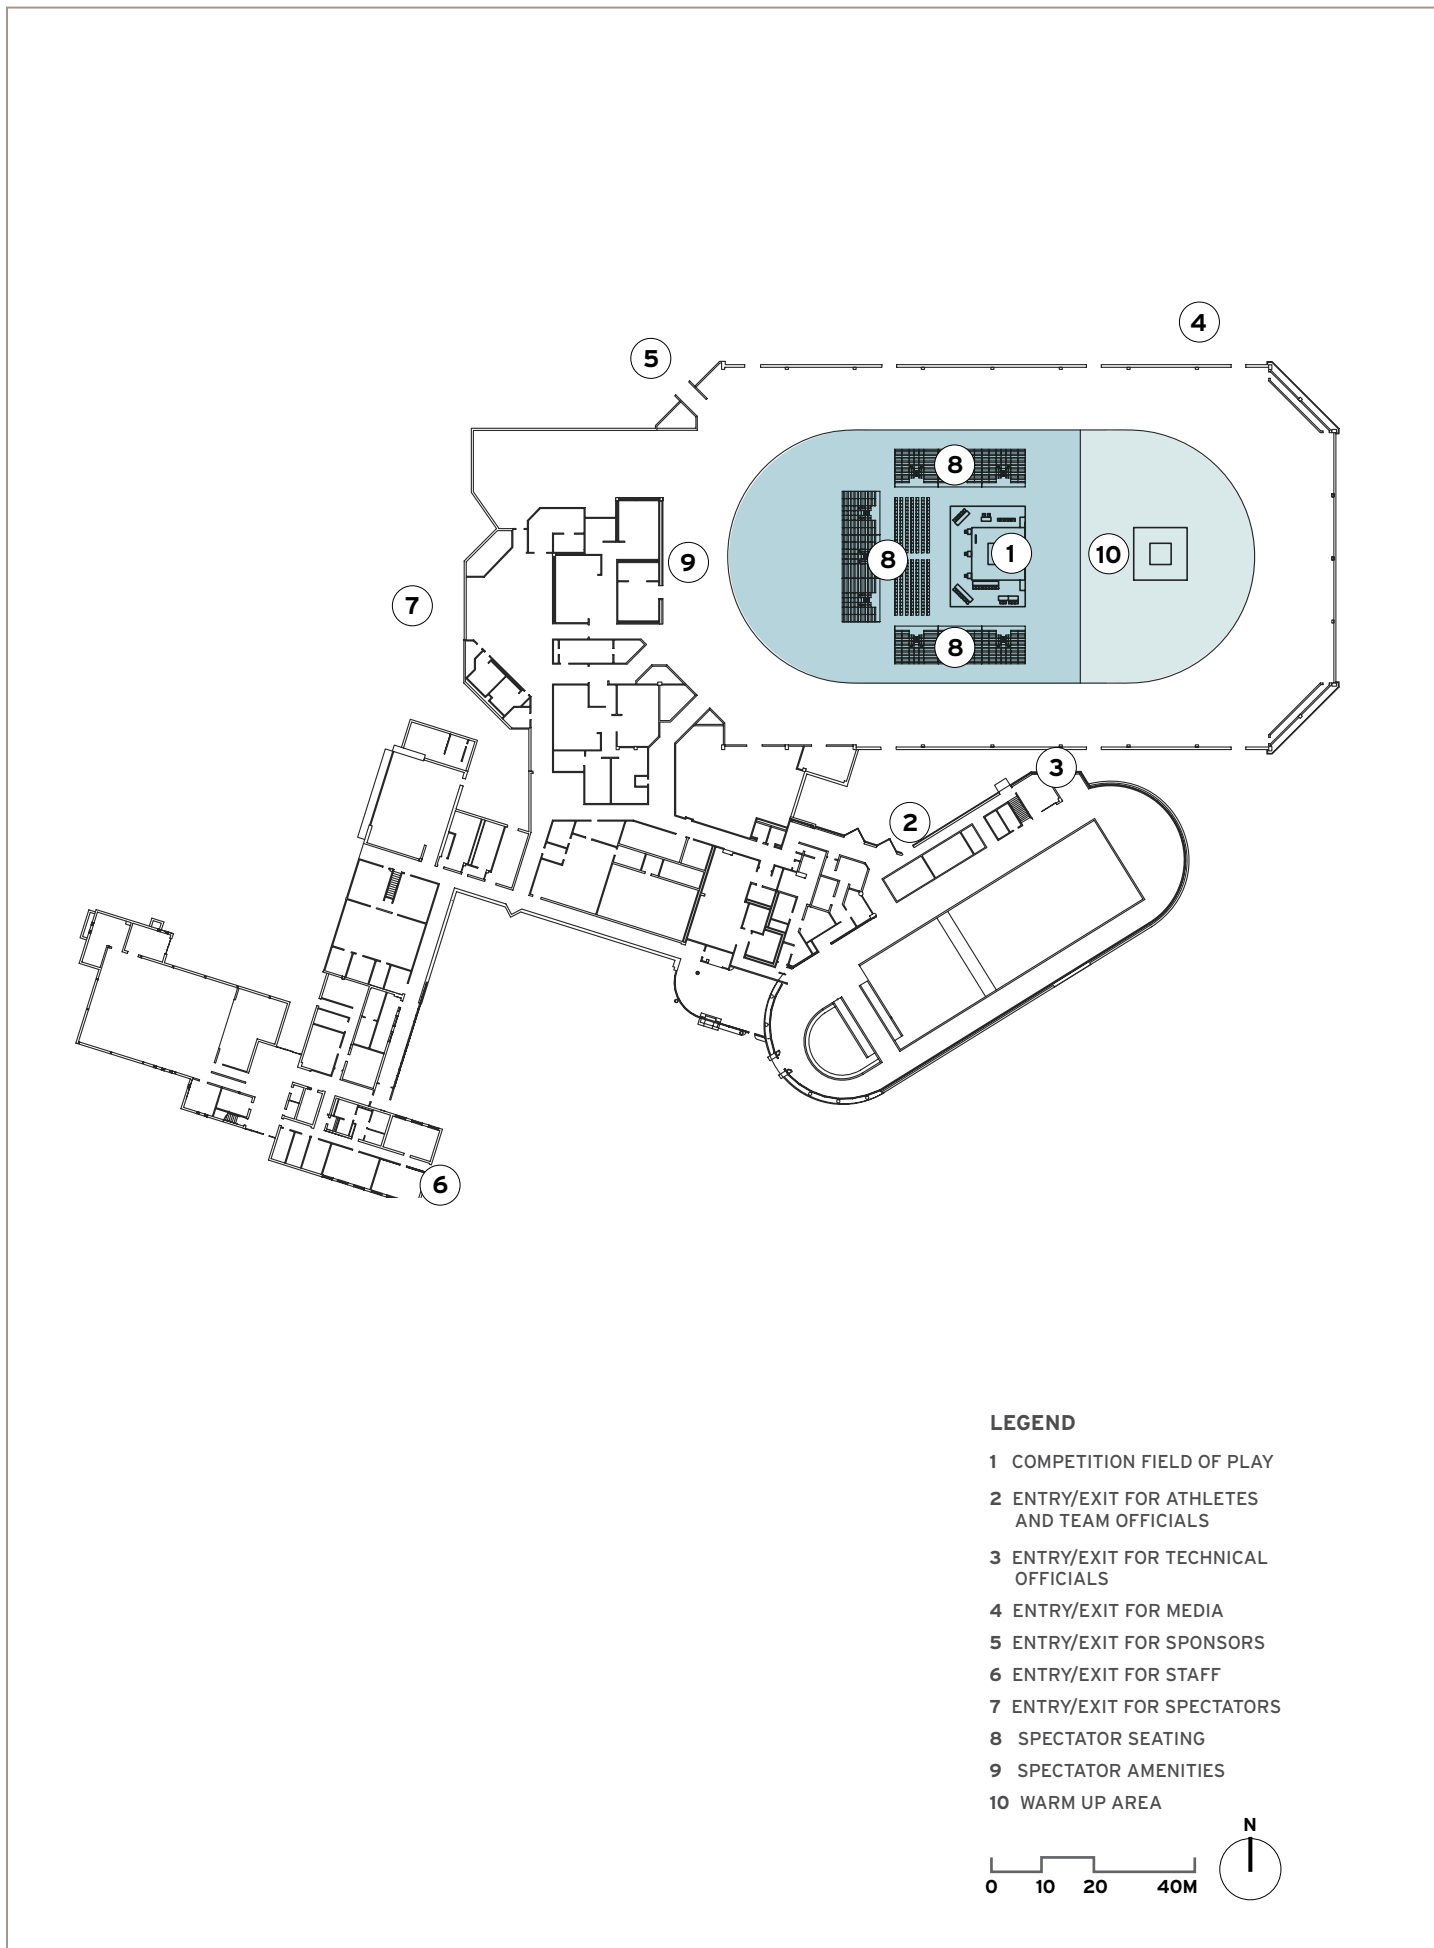 4
5
8
1
10
9
8
7
8
3
2
6
LEGEND
1 COMPETITION FIELD OF PLAY
2 ENTRY/EXIT FOR ATHLETES
AND TEAM OFFICIALS
3 ENTRY/EXIT FOR TECHNICAL
OFFICIALS
4 ENTRY/EXIT FOR MEDIA
5 ENTRY/EXIT FOR SPONSORS
6 ENTRY/EXIT FOR STAFF
7 ENTRY/EXIT FOR SPECTATORS
8 SPECTATOR SEATING
9 SPECTATOR AMENITIES
10 WARM UP AREA
N
0 10 20 40M